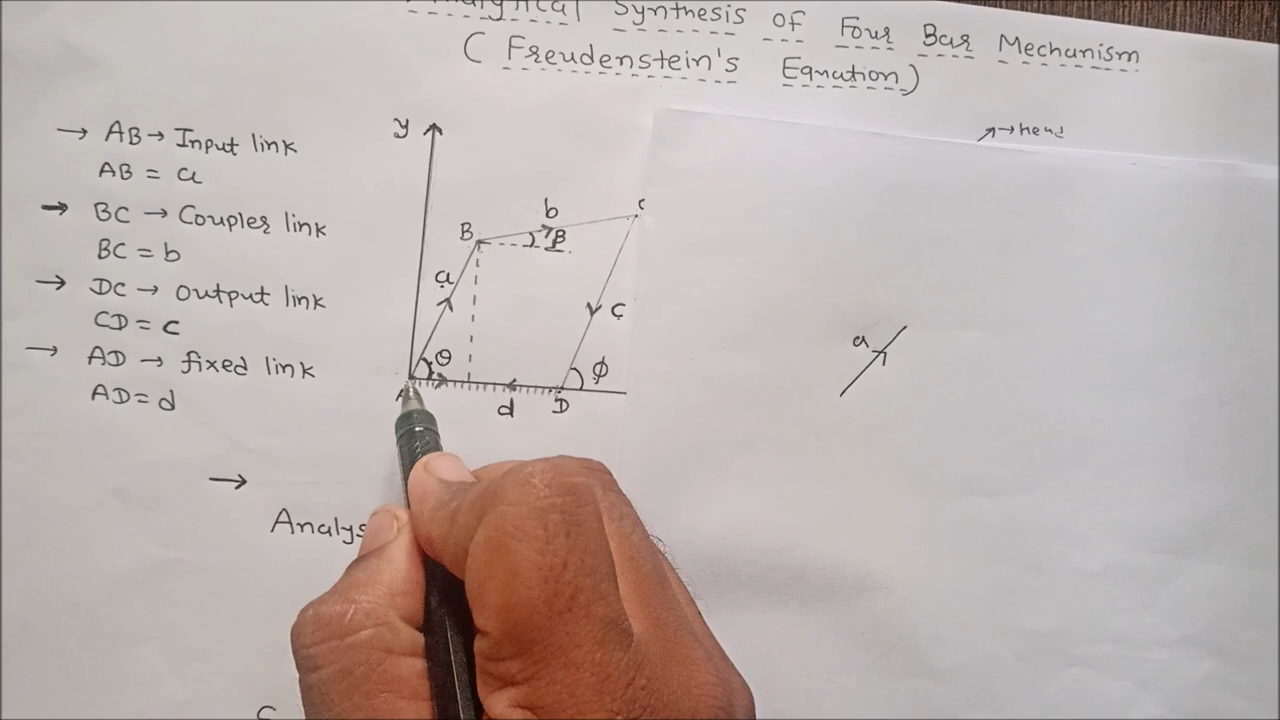 Synthesis of Four Bar Mechanism
( Freudenstein's Equation )
→ AB → Input link
AB = a
→ BC → Coupler link
BC = b
→ DC → output link
CD = c
→ AD → fixed link
AD = d
→
y
B
b
β
a
c
θ
φ
d
D
→ head
a